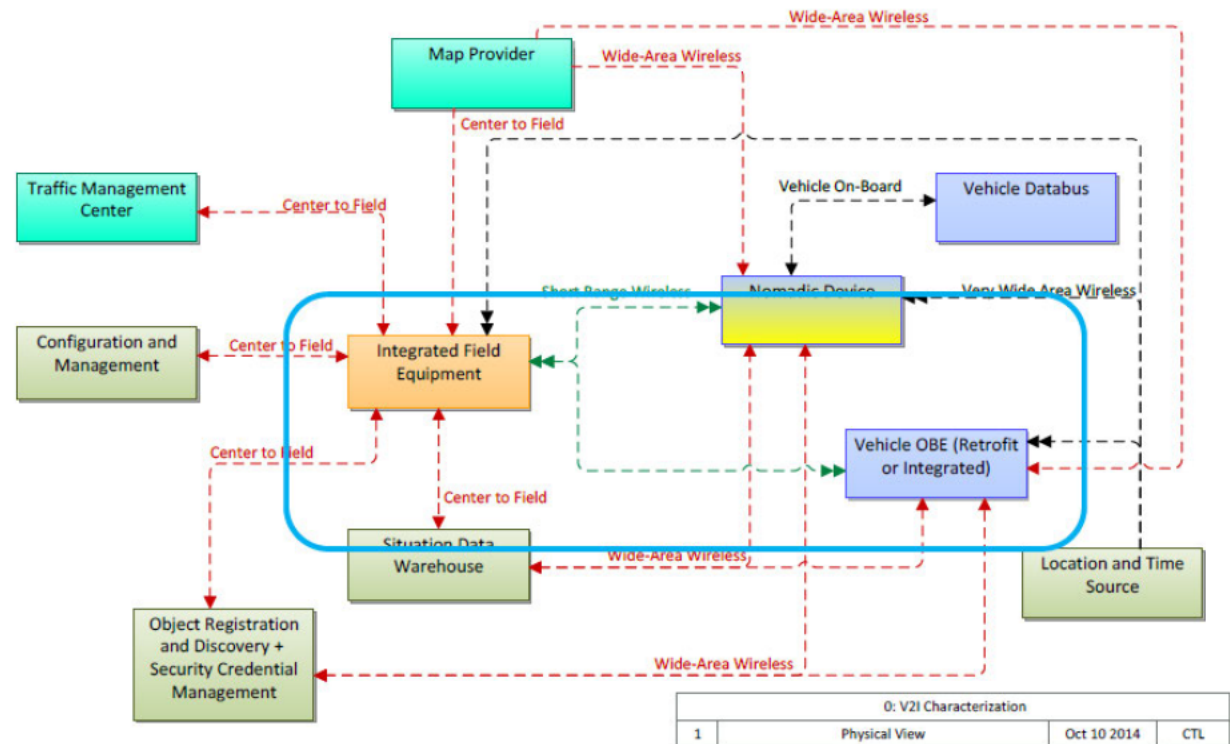 Wide-Area Wireless
Map Provider
Wide-Area Wireless
Center to Field
Traffic Management
Center
Center to Field
Vehicle On-Board
Vehicle Databus
Short Range Wireless
Nomadic Device
Very Wide Area Wireless
Configuration and
Management
Center to Field
Integrated Field
Equipment
Center to Field
Vehicle OBE (Retrofit
or Integrated)
Center to Field
Situation Data
Warehouse
Wide-Area Wireless
Location and Time
Source
Object Registration
and Discovery +
Security Credential
Management
Wide-Area Wireless
0: V2I Characterization
1 Physical View Oct 10 2014 CTL